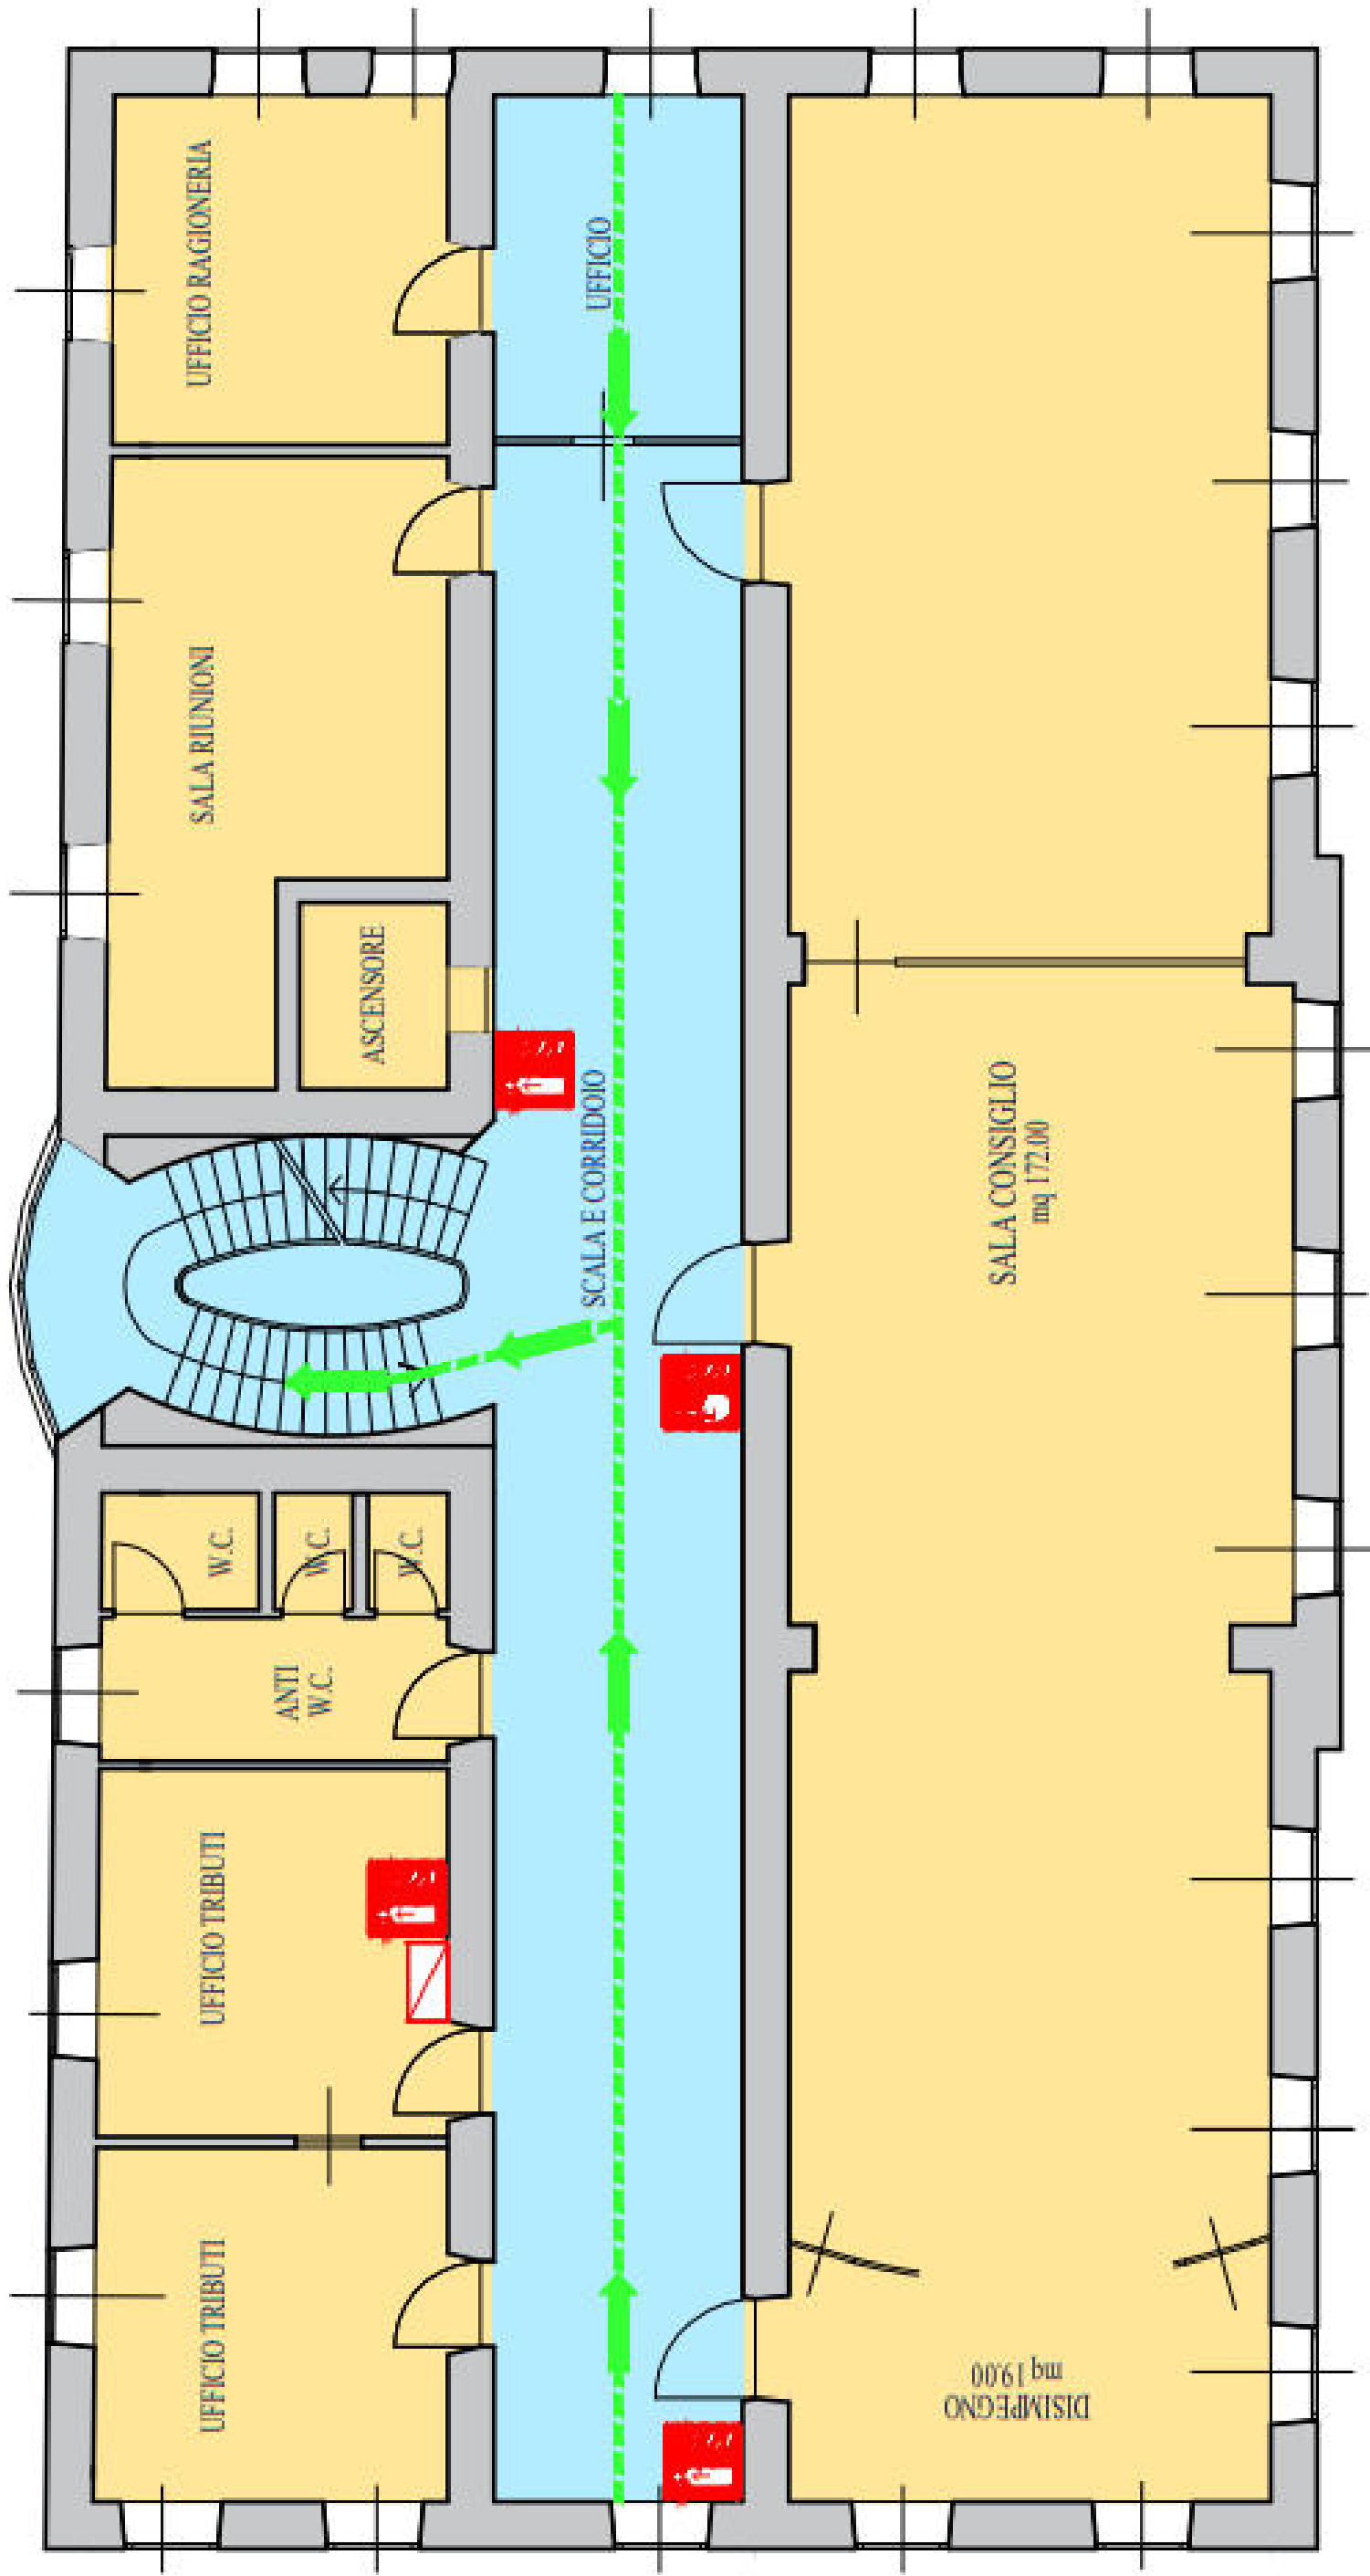 UFFICIO RAGIONERIA
UFFICIO
SALA RIUNIONI
ASCENSORE
SCALA E CORRIDOIO
SALA CONSIGLIO
mq 172.00
W.C.
W.C.
W.C.
ANTI
W.C.
UFFICIO TRIBUTI
UFFICIO TRIBUTI
DISIMPEGNO
mq 19.00